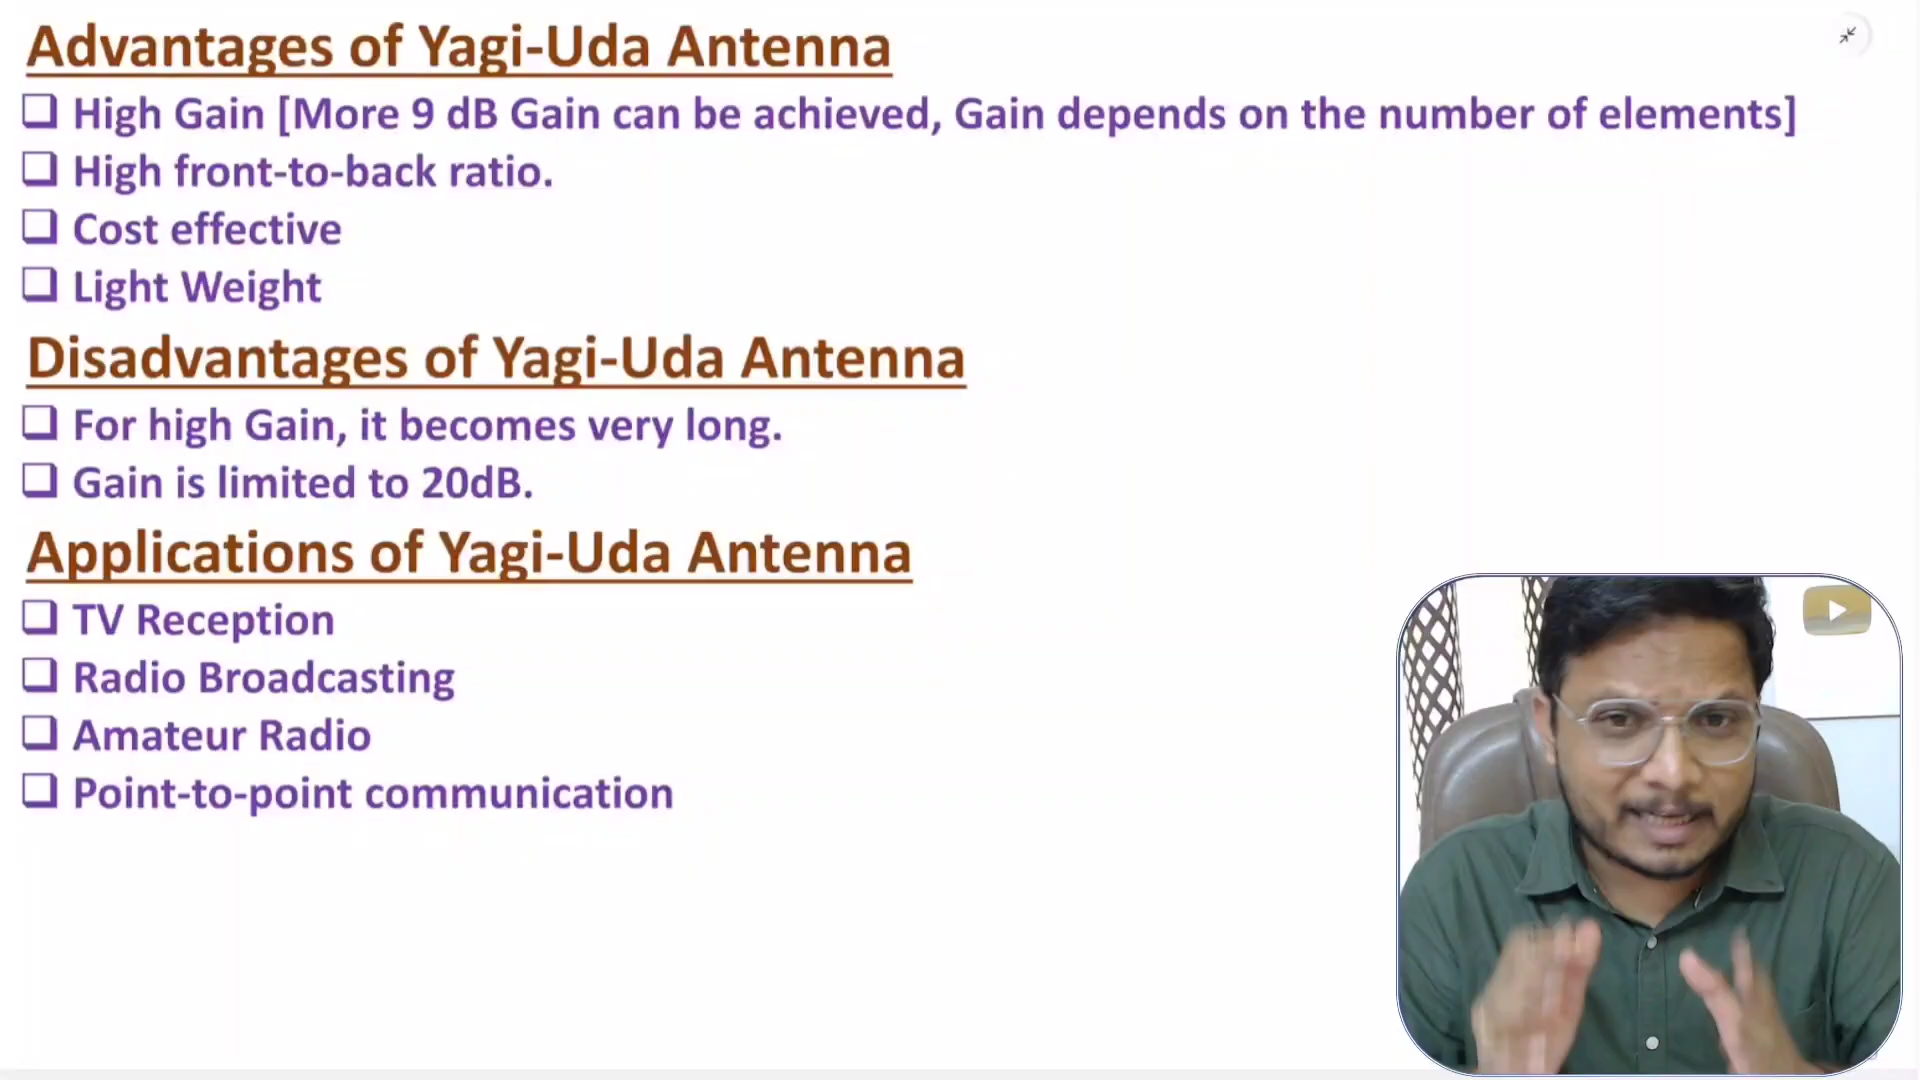 Advantages of Yagi-Uda Antenna
High Gain [More 9 dB Gain can be achieved, Gain depends on the number of elements]
High front-to-back ratio.
Cost effective
Light Weight
Disadvantages of Yagi-Uda Antenna
For high Gain, it becomes very long.
Gain is limited to 20dB.
Applications of Yagi-Uda Antenna
TV Reception
Radio Broadcasting
Amateur Radio
Point-to-point communication